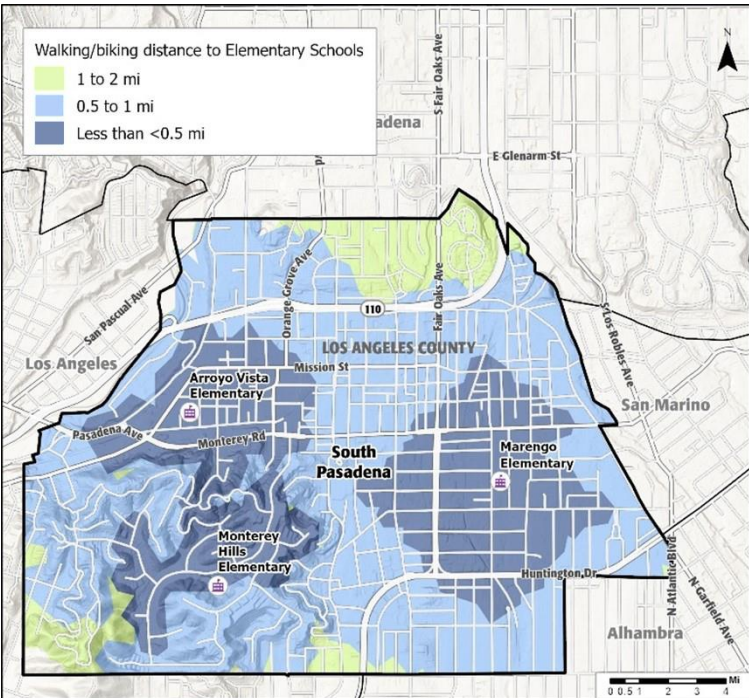 Walking/biking distance to Elementary Schools
1 to 2 mi
0.5 to 1 mi
Less than <0.5 mi
adena
S Fair Oaks Ave
N
E Glenarm St
Orange Grove Ave
Fair Oaks Ave
110
San Pascual Ave
S Los Robles Ave
LOS ANGELES COUNTY
Los Angeles
Mission St
Arroyo Vista
Elementary
San Marino
Pasadena Ave
Monterey Rd
South
Pasadena
Marengo
Elementary
Monterey
Hills
Elementary
Huntington Dr
N Atlantic Blvd
N Garfield Ave
Alhambra
Mi
0 0.5 1 2 3 4